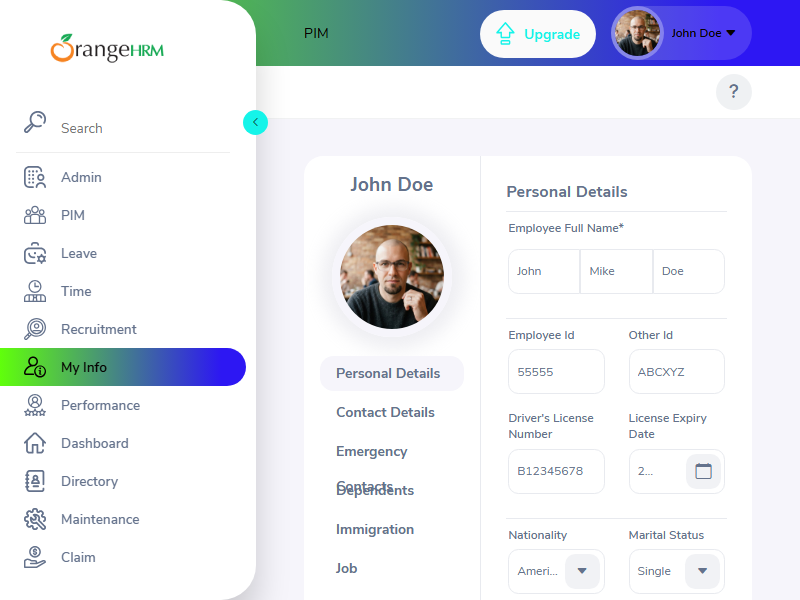 OrangeHRM
Search
Admin
PIM
Leave
Time
Recruitment
My Info
Performance
Dashboard
Directory
Maintenance
Claim
PIM
Upgrade
John Doe
?
John Doe
Personal Details
Contact Details
Emergency
Contacts
Dependents
Immigration
Job
Personal Details
Employee Full Name*
John Mike Doe
Employee Id Other Id
55555 ABCXYZ
Driver's License
Number
License Expiry
Date
B12345678 2...
Nationality Marital Status
Ameri... Single